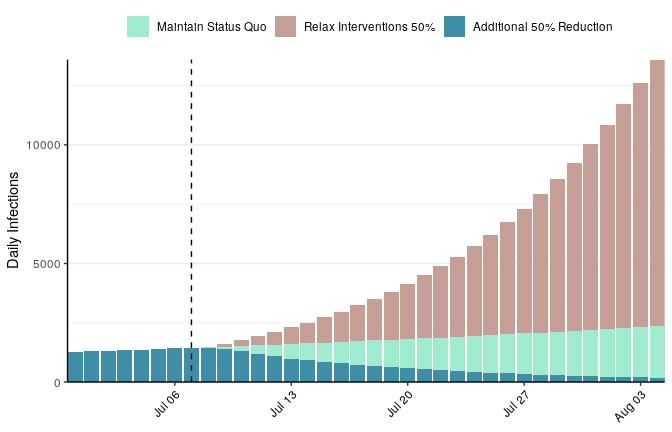 Maintain Status Quo Relax Interventions 50% Additional 50% Reduction
Daily Infections
10000
5000
0
Jul 06 Jul 13 Jul 20 Jul 27 Aug 03